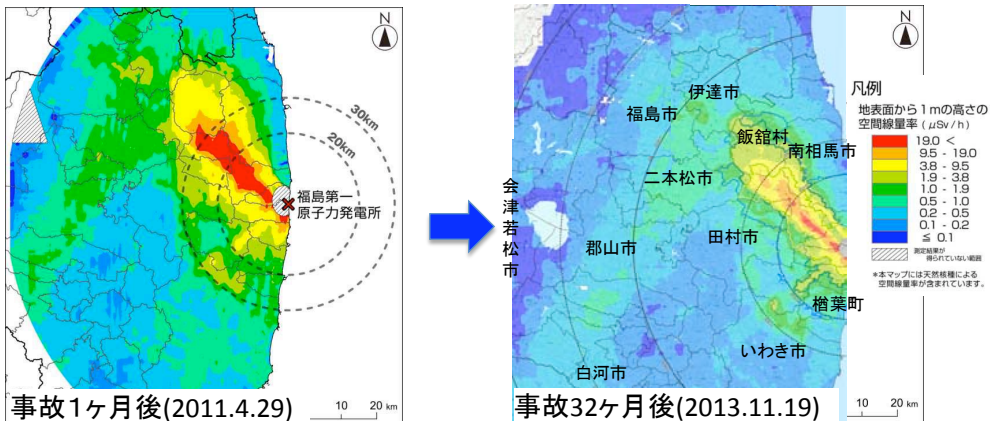 N
30km
20km
福島第一
原子力発電所
事故1ヶ月後(2011.4.29)
10 20 km
N
伊達市
福島市
飯舘村
南相馬市
二本松市
会津若松市
郡山市
田村市
楢葉町
いわき市
白河市
事故32ヶ月後(2013.11.19)
10 20 km
凡例
地表面から1mの高さの
空間線量率 (μSv/h)
19.0 <
9.5 - 19.0
3.8 - 9.5
1.9 - 3.8
1.0 - 1.9
0.5 - 1.0
0.2 - 0.5
0.1 - 0.2
≦ 0.1
測定結果が
得られていない範囲
*本マップには天然核種による
空間線量率が含まれています。